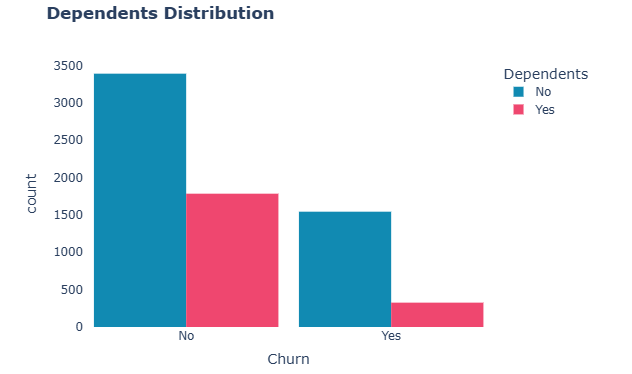 Dependents Distribution
3500
3000
2500
2000
1500
1000
500
0
count
No
Yes
Churn
Dependents
No
Yes